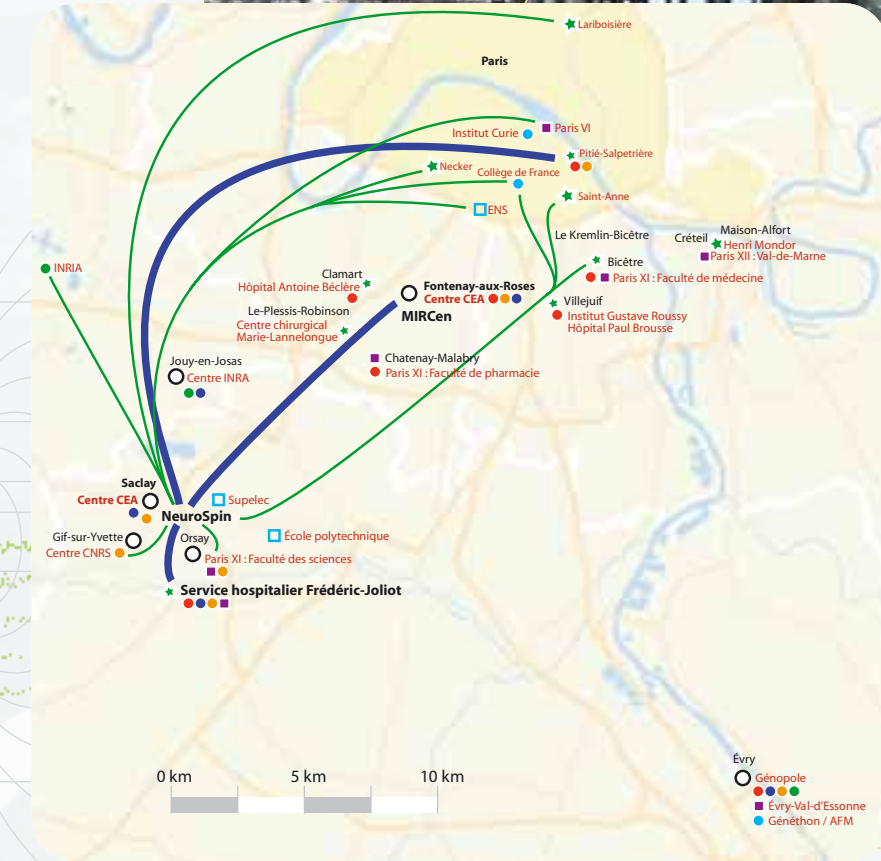 Lariboisière
Paris
Institut Curie
Paris VI
Pitié-Salpetrière
Necker
Collège de France
Saint-Anne
ENS
Le Kremlin-Bicêtre
Créteil
Maison-Alfort
Henri Mondor
Paris XII : Val-de-Marne
INRIA
Bicêtre
Paris XI : Faculté de médecine
Clamart
Hôpital Antoine Béclère
Fontenay-aux-Roses
Centre CEA
MIRCen
Villejuif
Institut Gustave Roussy
Hôpital Paul Brousse
Le-Plessis-Robinson
Centre chirurgical
Marie-Lannelongue
Chatenay-Malabry
Paris XI : Faculté de pharmacie
Jouy-en-Josas
Centre INRA
Saclay
Centre CEA
Supelec
NeuroSpin
Gif-sur-Yvette
Centre CNRS
Orsay
École polytechnique
Paris XI : Faculté des sciences
Service hospitalier Frédéric-Joliot
Évry
Génopole
Évry-Val-d'Essonne
Généthon / AFM
0 km 5 km 10 km